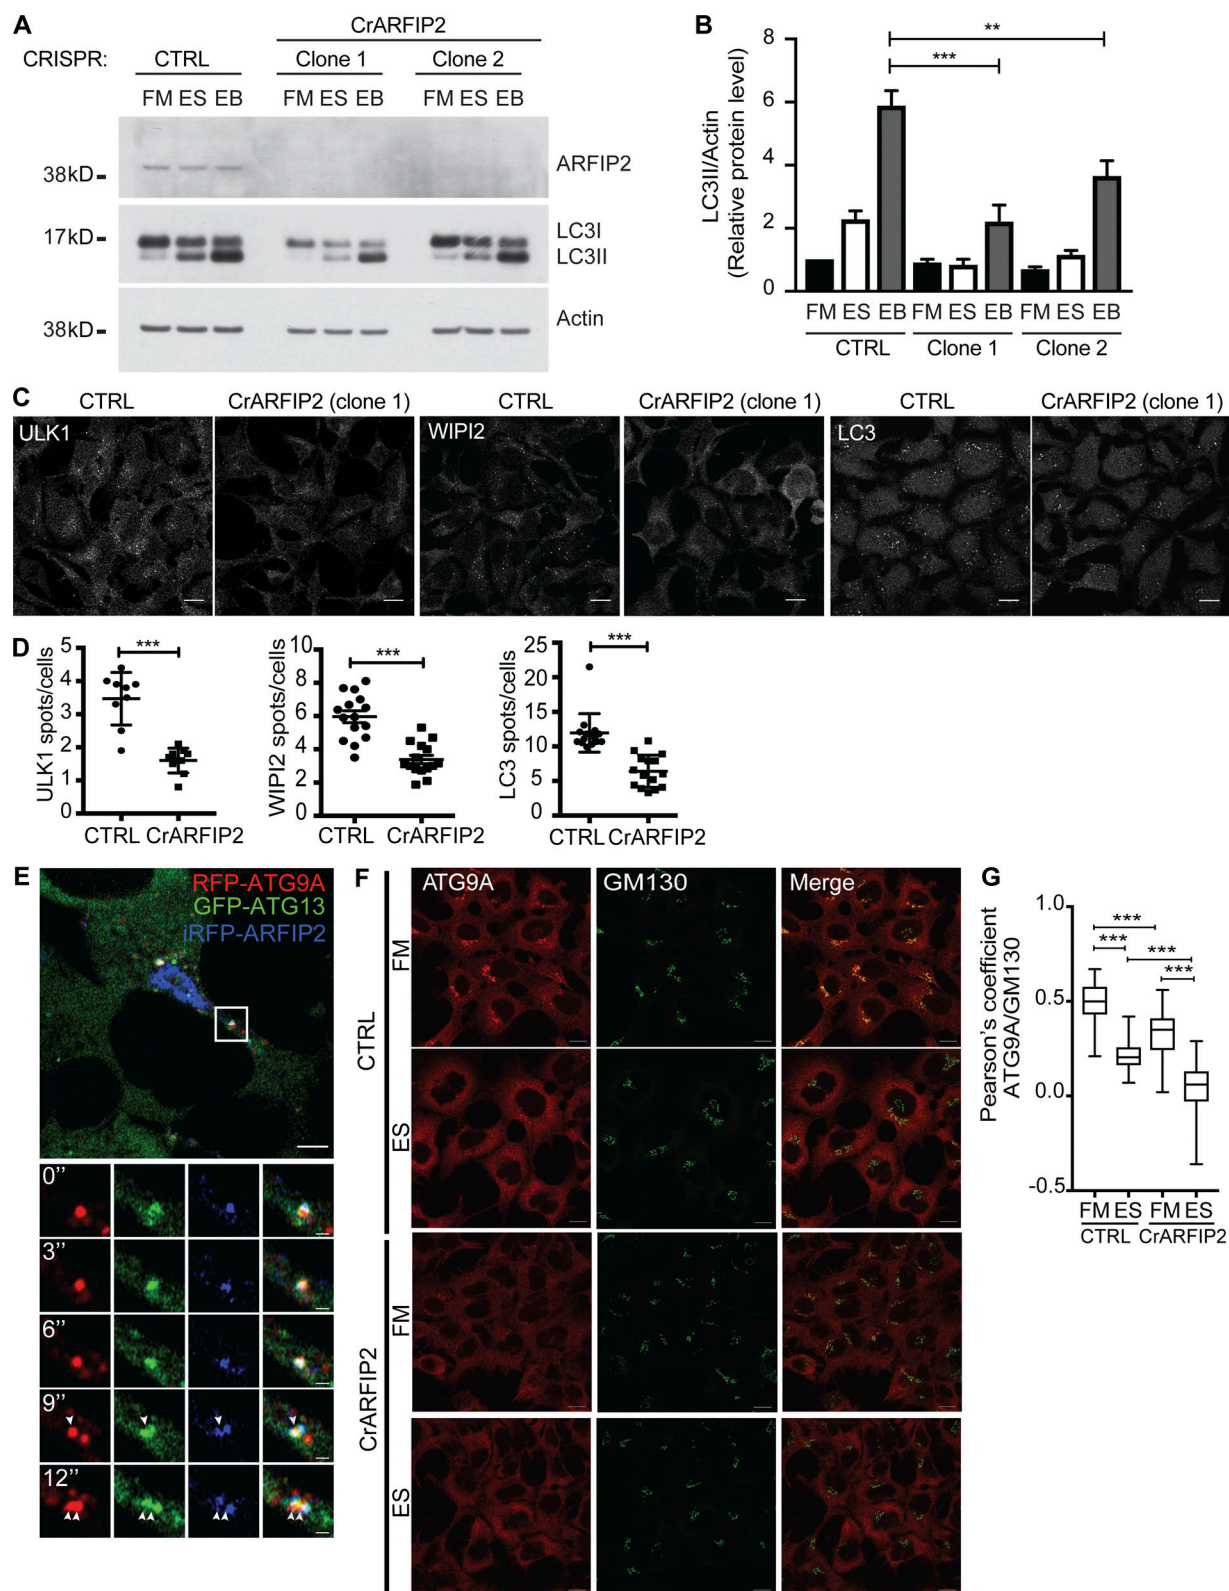 A
CrARFIP2
CRISPR: CTRL Clone 1 Clone 2
FM ES EB FM ES EB FM ES EB
38kD
ARFIP2
17kD
LC3I
LC3II
38kD
Actin
B
LC3II/Actin
(Relative protein level)
8
6
4
2
0
**
***
FM ES EB FM ES EB FM ES EB
CTRL Clone 1 Clone 2
C
CTRL CrARFIP2 (clone 1) CTRL CrARFIP2 (clone 1) CTRL CrARFIP2 (clone 1)
ULK1 WIPI2 LC3
D
ULK1 spots/cells
5
4
3
2
1
0
***
CTRL CrARFIP2
WIPI2 spots/cells
10
8
6
4
2
0
***
CTRL CrARFIP2
LC3 spots/cells
25
20
15
10
5
0
***
CTRL CrARFIP2
E
RFP-ATG9A
GFP-ATG13
iRFP-ARFIP2
0’’
3’’
6’’
9’’
12’’
F
ATG9A GM130 Merge
CTRL
FM
ES
CrARFIP2
FM
ES
G
Pearson’s coefficient
ATG9A/GM130
1.0
0.5
0.0
-0.5
*** ***
*** ***
***
FM ES FM ES
CTRL CrARFIP2